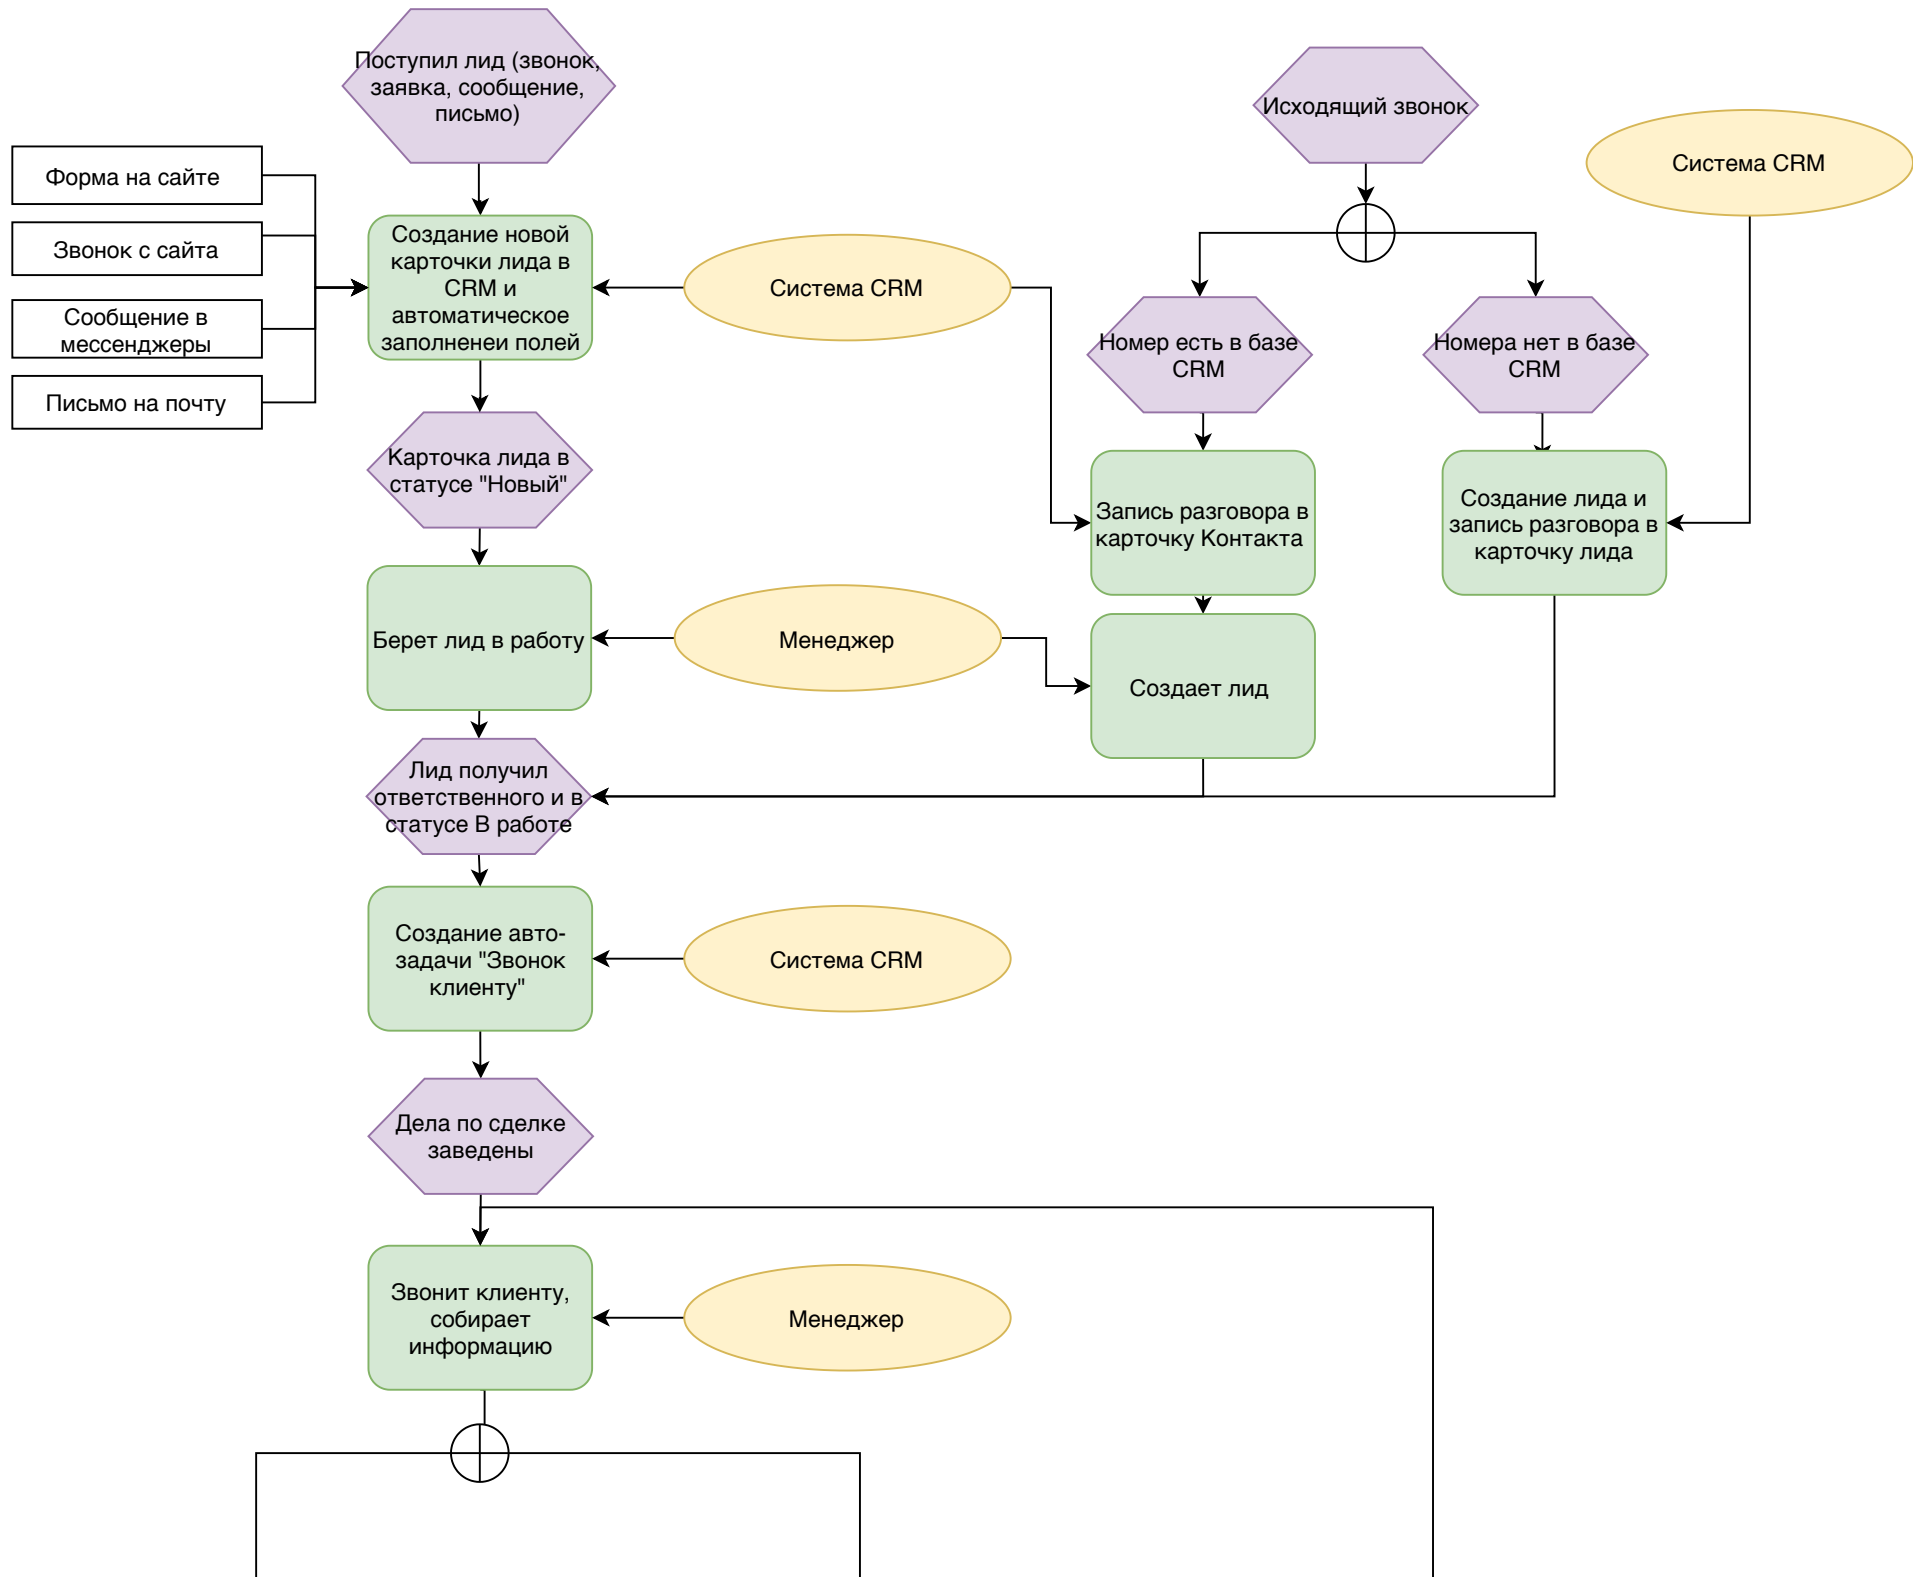 Поступил лид (звонок,
заявка, сообщение,
письмо)
Исходящий звонок
Система CRM
Форма на сайте
Звонок с сайта
Сообщение в
мессенджеры
Письмо на почту
Создание новой
карточки лида в
CRM и
автоматическое
заполненеи полей
Система CRM
Номер есть в базе
CRM
Номера нет в базе
CRM
Карточка лида в
статусе "Новый"
Запись разговора в
карточку Контакта
Создание лида и
запись разговора в
карточку лида
Берет лид в работу
Менеджер
Создает лид
Лид получил
ответственного и в
статусе В работе
Создание авто-
задачи "Звонок
клиенту"
Система CRM
Дела по сделке
заведены
Звонит клиенту,
собирает
информацию
Менеджер